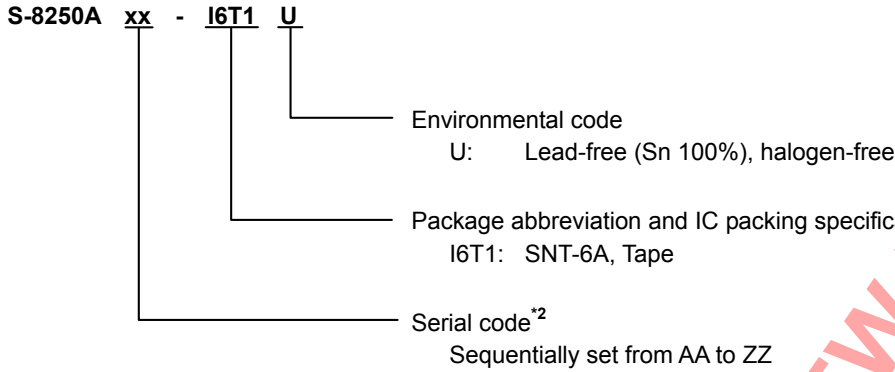 S-8250A xx - I6T1 U
Environmental code
U: Lead-free (Sn 100%), halogen-free
Package abbreviation and IC packing
I6T1: SNT-6A, Tape
Serial code*2
Sequentially set from AA to ZZ